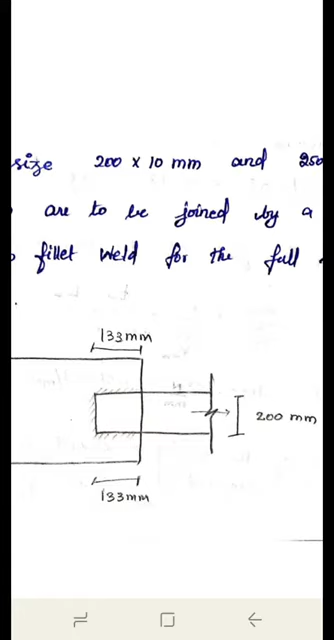 size 200 x 10 mm and 250
are to be joined by a
fillet weld for the full
133mm
200 mm
133mm